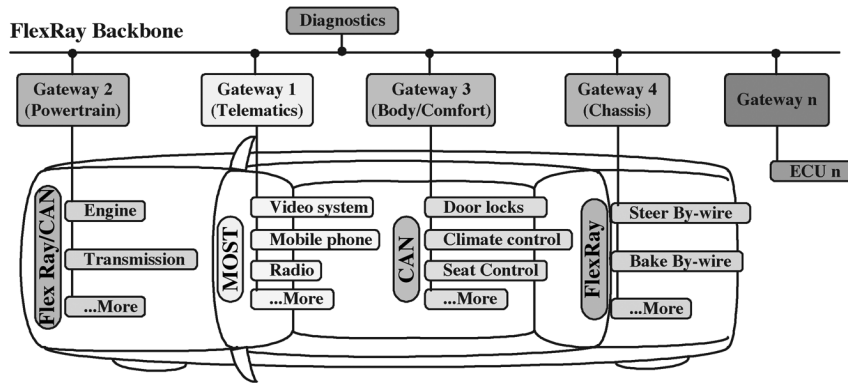 Diagnostics
FlexRay Backbone
Gateway 2
(Powertrain)
Gateway 1
(Telematics)
Gateway 3
(Body/Comfort)
Gateway 4
(Chassis)
Gateway n
ECU n
Flex Ray/CAN
Engine
Transmission
...More
MOST
Video system
Mobile phone
Radio
...More
CAN
Door locks
Climate control
Seat Control
...More
FlexRay
Steer By-wire
Bake By-wire
...More